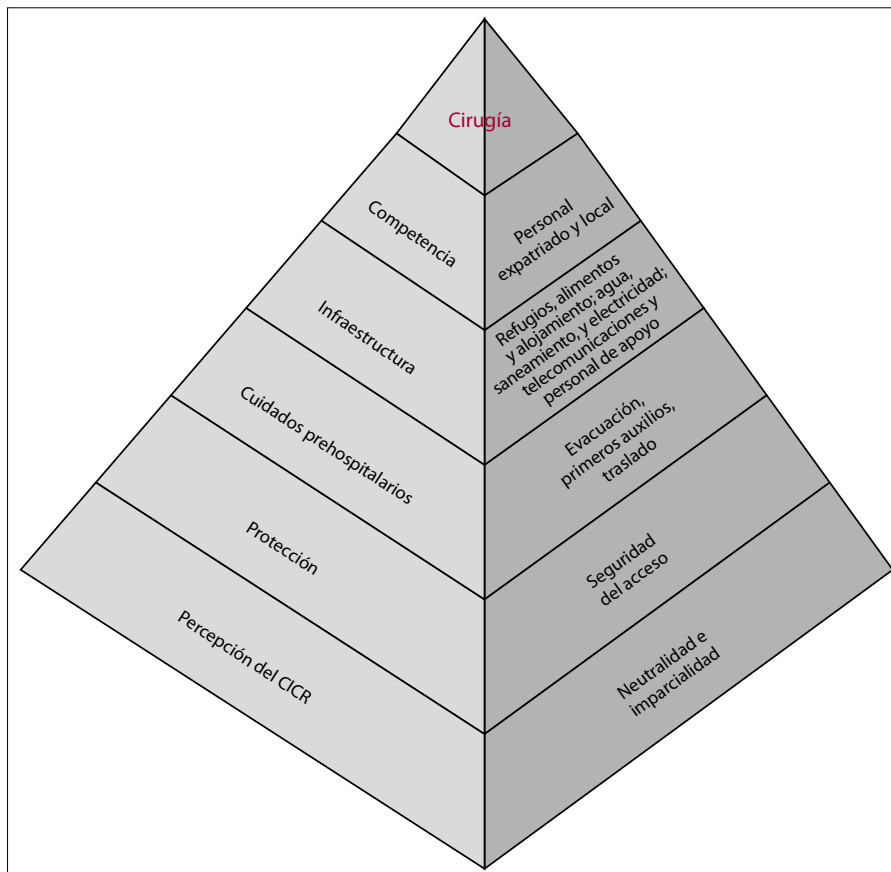 Cirugía
Competencia
Personal
expatriado y local
Infraestructura
Refugios, alimentos
y alojamiento; agua,
saneamiento, y electricidad;
telecomunicaciones y
personal de apoyo
Cuidados prehospitalarios
Evacuación,
primeros auxilios,
traslado
Protección
Seguridad
del acceso
Percepción del CICR
Neutralidad e
imparcialidad